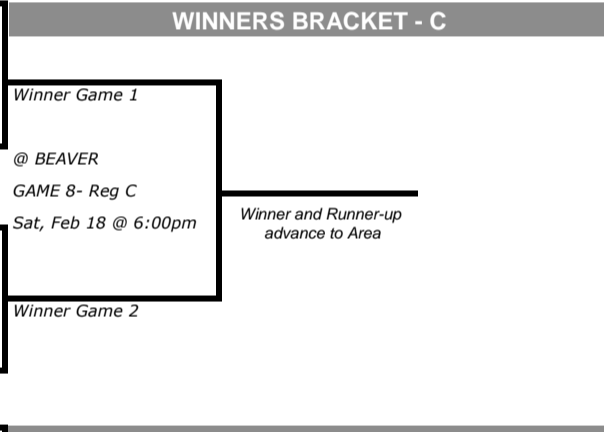 WINNERS BRACKET - C
Winner Game 1
@ BEAVER
GAME 8- Reg C
Sat, Feb 18 @ 6:00pm
Winner and Runner-up
advance to Area
Winner Game 2